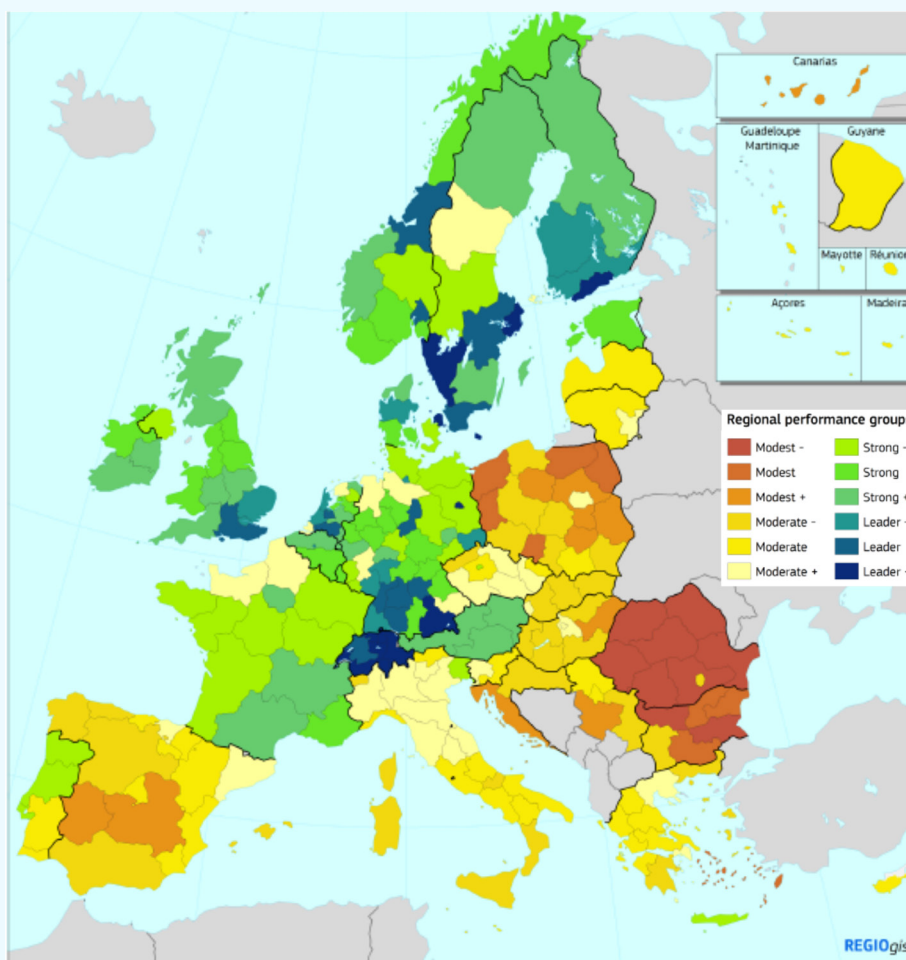 Canarias
Guadeloupe
Martinique
Guyane
Mayotte
Réunion
Açores
Madeira
Regional performance group
Modest -
Modest
Modest +
Moderate -
Moderate
Moderate +
Strong -
Strong
Strong +
Leader -
Leader
Leader +
REGIOgis